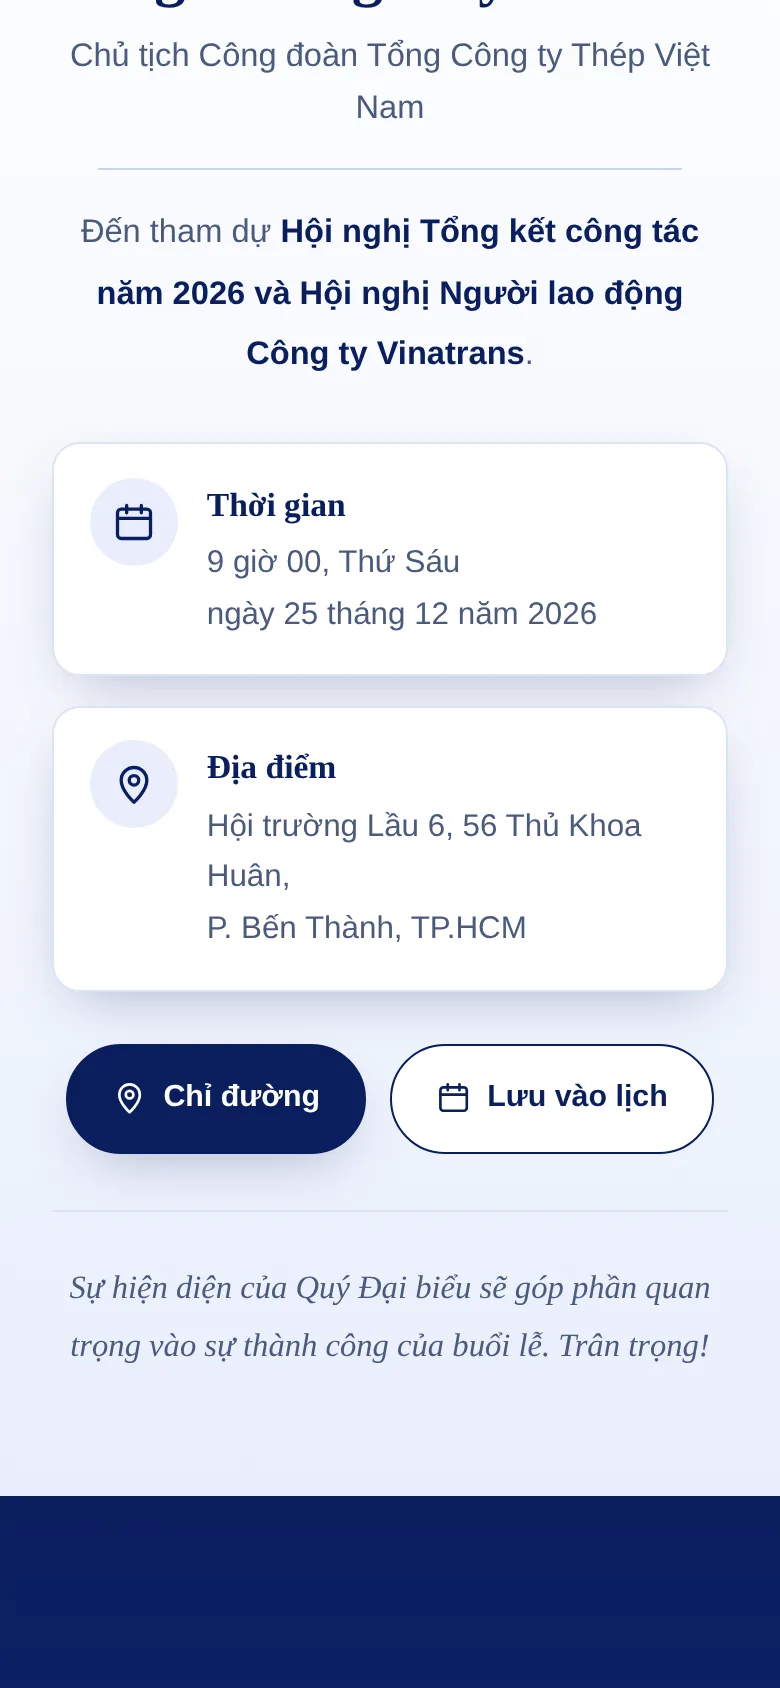 Chủ tịch Công đoàn Tổng Công ty Thép Việt
Nam
Đến tham dự Hội nghị Tổng kết công tác
năm 2026 và Hội nghị Người lao động
Công ty Vinatrans.
Thời gian
9 giờ 00, Thứ Sáu
ngày 25 tháng 12 năm 2026
Địa điểm
Hội trường Lầu 6, 56 Thủ Khoa
Huân,
P. Bến Thành, TP.HCM
Chỉ đường
Lưu vào lịch
Sự hiện diện của Quý Đại biểu sẽ góp phần quan
trọng vào sự thành công của buổi lễ. Trân trọng!